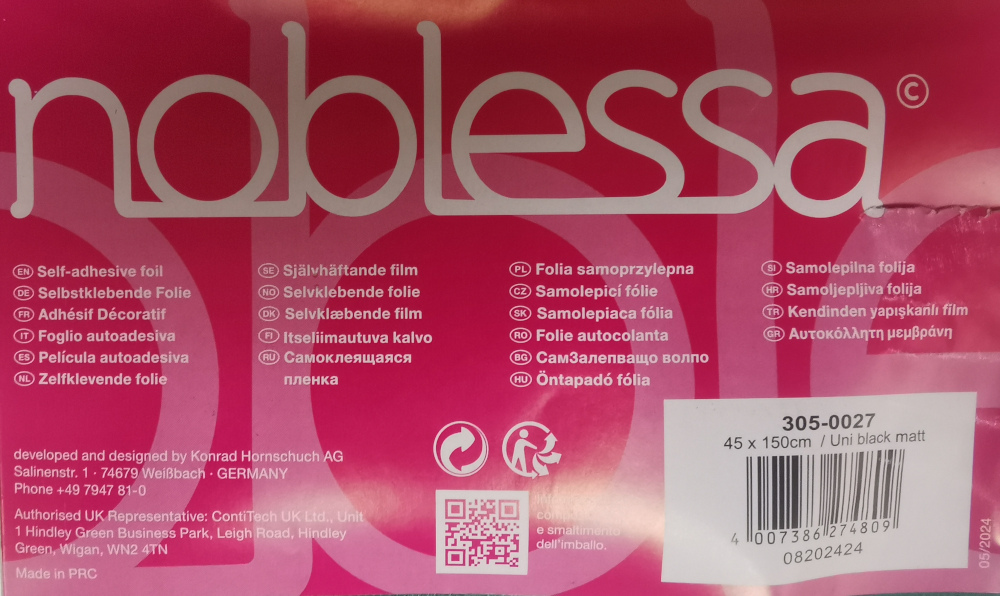 noblessa ©
EN Self-adhesive foil
DE Selbstklebende Folie
FR Adhésif Décoratif
IT Foglio autoadesiva
ES Película autoadesiva
NL Zelfklevende folie
SE Självhäftande film
NO Selvklebende folie
DK Selvklæbende film
FI Itseliimautuva kalvo
RU Самоклеящаяся
пленка
PL Folia samoprzylepna
CZ Samolepicí fólie
SK Samolepiaca fólia
RO Folie autocolanta
BG СамЗалепващо волпо
HU Öntapadó fólia
SI Samolepilna folija
HR Samoljepljiva folija
TR Kendinden yapışkanlı film
GR Αυτοκόλλητη μεμβράνη
developed and designed by Konrad Hornschuch AG
Salinenstr. 1 · 74679 Weißbach · GERMANY
Phone +49 7947 81-0
Authorised UK Representative: ContiTech UK Ltd., Unit
1 Hindley Green Business Park, Leigh Road, Hindley
Green, Wigan, WN2 4TN
Made in PRC
e smaltimento
dell'imballo.
305-0027
45 x 150cm / Uni black matt
4 007386 274809
08202424
05/2024